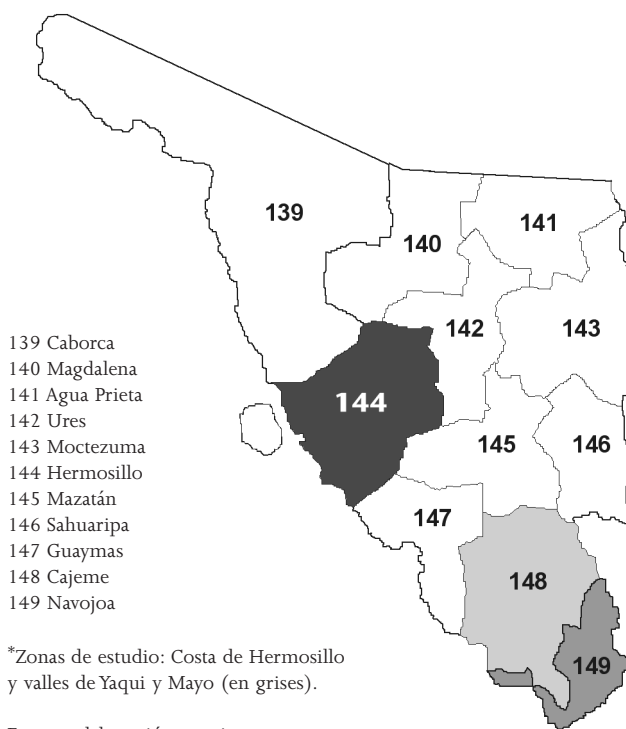 139
140
141
142
143
144
145
146
147
148
149
139 Caborca
140 Magdalena
141 Agua Prieta
142 Ures
143 Moctezuma
144 Hermosillo
145 Mazatán
146 Sahuaripa
147 Guaymas
148 Cajeme
149 Navojoa
*Zonas de estudio: Costa de Hermosillo
y valles de Yaqui y Mayo (en grises).